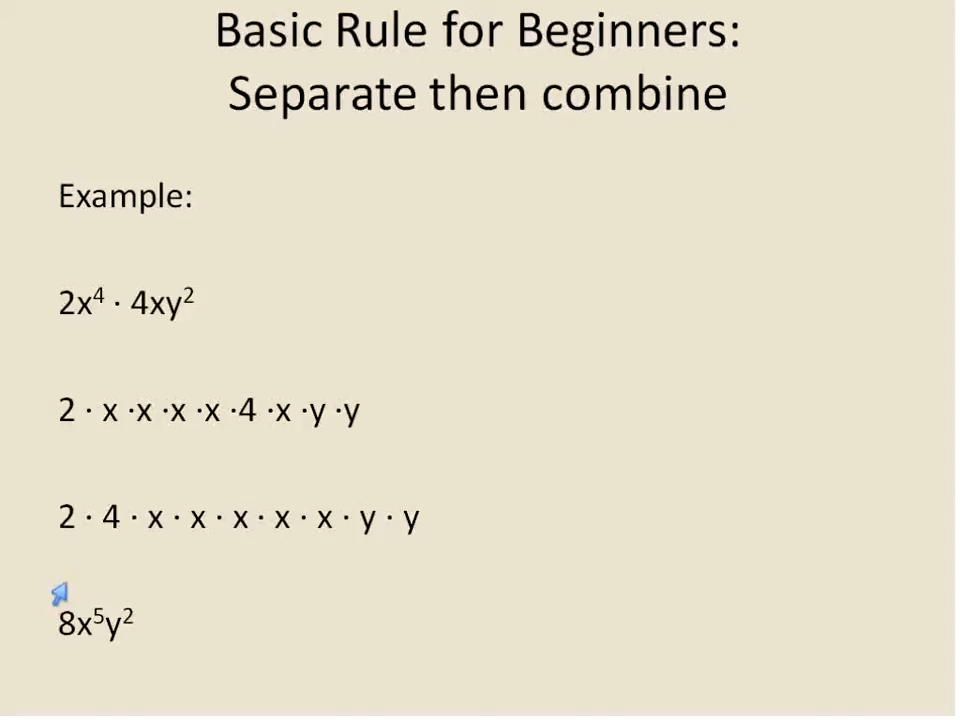 Basic Rule for Beginners:
Separate then combine
Example:
2x⁴ · 4xy²
2 · x ·x ·x ·x ·4 ·x ·y ·y
2 · 4 · x · x · x · x · x · y · y
8x⁵y²